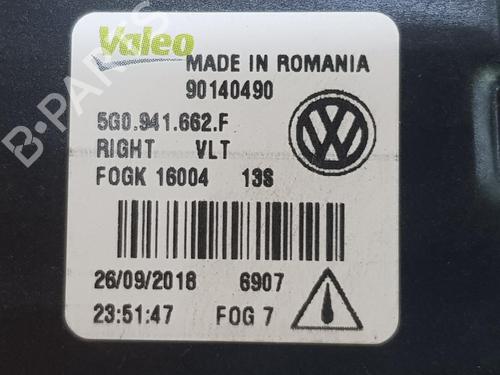 Valeo
MADE IN ROMANIA
90140490
5G0.941.662.F
RIGHT VLT
FOGK 16004 13S
26/09/2018 6907
23:51:47 FOG 7
B-PARTS